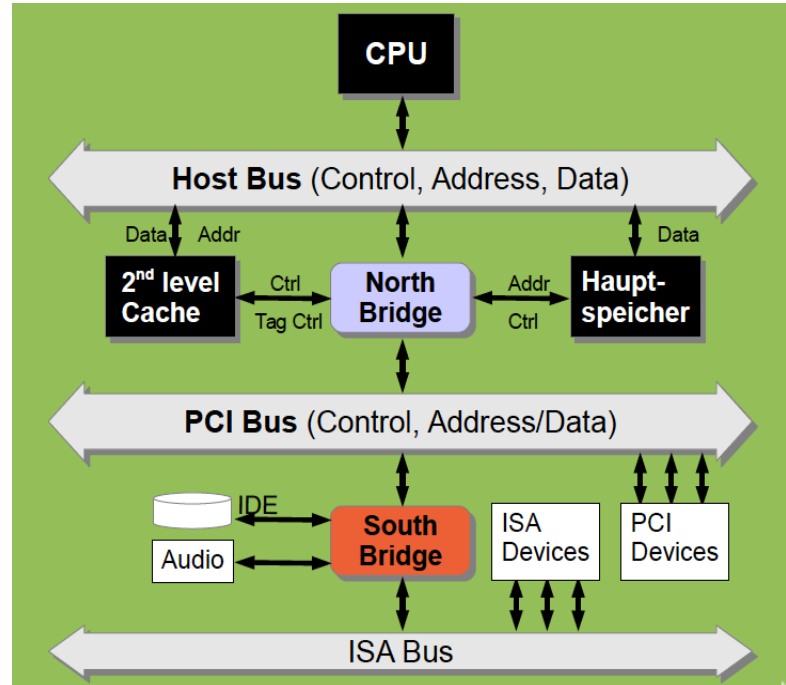 CPU
Host Bus (Control, Address, Data)
Data Addr
Data
2nd level
Cache
Ctrl
Tag Ctrl
North
Bridge
Addr
Ctrl
Haupt-
speicher
PCI Bus (Control, Address/Data)
IDE
Audio
South
Bridge
ISA
Devices
PCI
Devices
ISA Bus